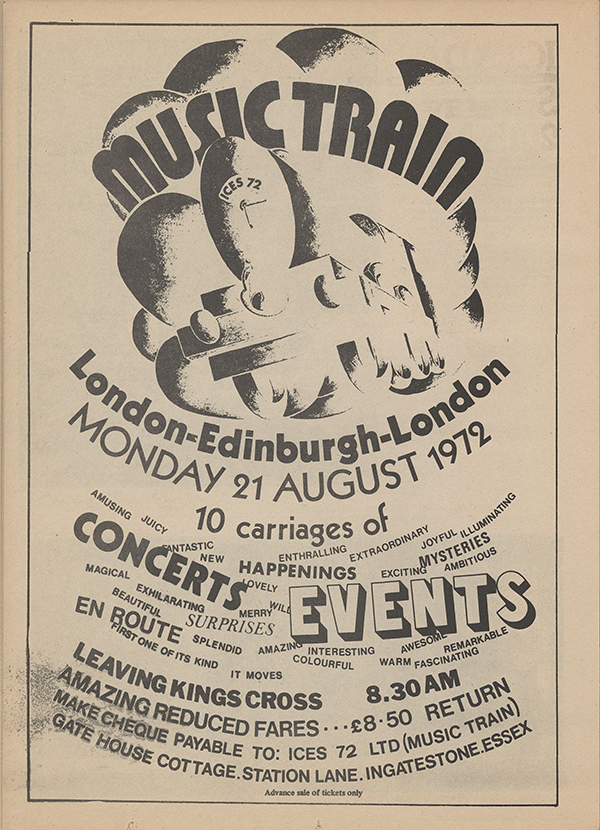 MUSIC TRAIN
ICES 72
London-Edinburgh-London
MONDAY 21 AUGUST 1972
10 carriages of
AMUSING JUICY
CONCERTS
FANTASTIC
NEW
ENTHRALLING EXTRAORDINARY
JOYFUL ILLUMINATING
MYSTERIES
HAPPENINGS
EXCITING AMBITIOUS
MAGICAL EXHILARATING
LOVELY
BEAUTIFUL
MERRY WILD
EVENTS
SURPRISES
EN ROUTE
SPLENDID
AMAZING INTERESTING
AWESOME REMARKABLE
FIRST ONE OF ITS KIND
COLOURFUL
WARM FASCINATING
IT MOVES
LEAVING KINGS CROSS 8.30 AM
AMAZING REDUCED FARES ... £8·50 RETURN
MAKE CHEQUE PAYABLE TO: ICES 72 LTD (MUSIC TRAIN)
GATE HOUSE COTTAGE. STATION LANE. INGATESTONE. ESSEX
Advance sale of tickets only